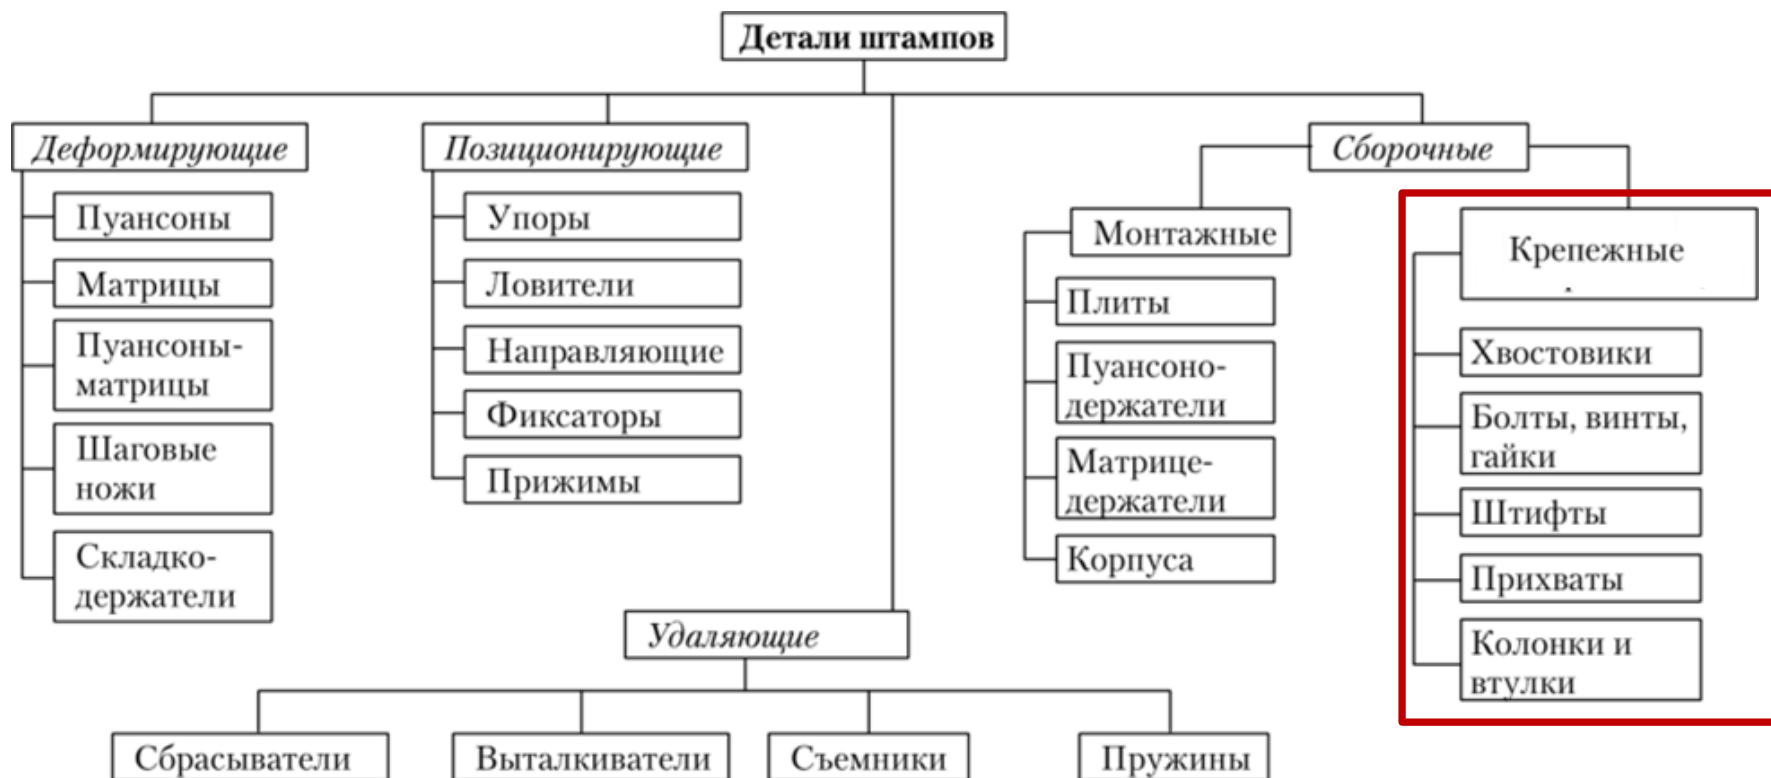 Детали штампов
Деформирующие
Пуансоны
Матрицы
Пуансоны-
матрицы
Шаговые
ножи
Складко-
держатели
Позиционирующие
Упоры
Ловители
Направляющие
Фиксаторы
Прижимы
Сборочные
Монтажные
Плиты
Пуансоно-
держатели
Матрице-
держатели
Корпуса
Крепежные
Хвостовики
Болты, винты,
гайки
Штифты
Прихваты
Колонки и
втулки
Удаляющие
Сбрасыватели
Выталкиватели
Съемники
Пружины